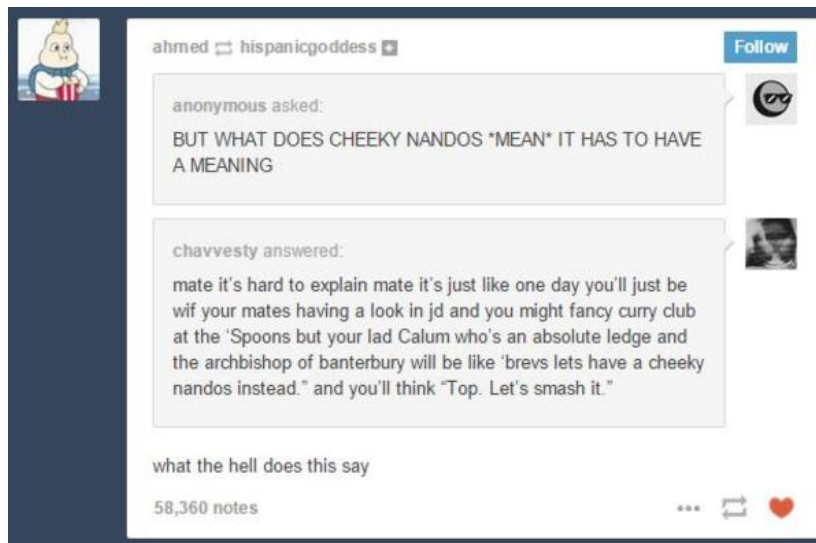 ahmed hispanicgoddess
Follow
anonymous asked:
BUT WHAT DOES CHEEKY NANDOS *MEAN* IT HAS TO HAVE
A MEANING
chavvesty answered:
mate it's hard to explain mate it's just like one day you'll just be
wif your mates having a look in jd and you might fancy curry club
at the 'Spoons but your lad Calum who's an absolute ledge and
the archbishop of banterbury will be like 'brevs lets have a cheeky
nandos instead.” and you'll think “Top. Let's smash it.”
what the hell does this say
58,360 notes